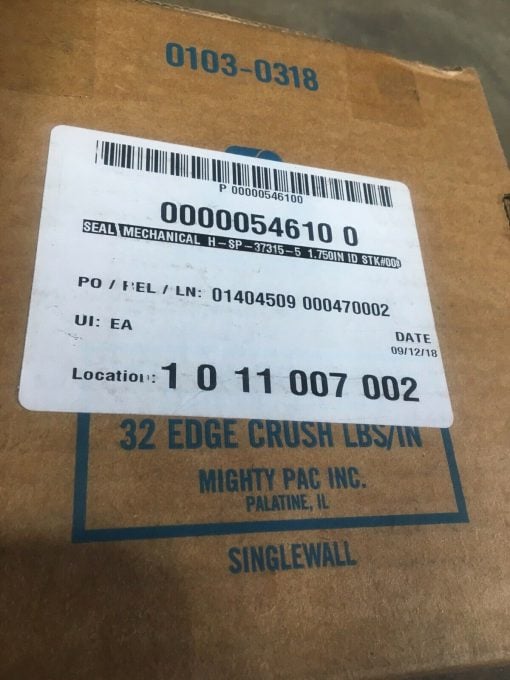 0103-0318
P 00000546100
0000054610 0
SEAL MECHANICAL H-SP-37315-5 1.750IN ID STK#000
PO / REL / LN: 01404509 000470002
UI: EA
DATE
09/12/18
Location: 1 0 11 007 002
32 EDGE CRUSH LBS/IN
MIGHTY PAC INC.
PALATINE, IL
SINGLEWALL